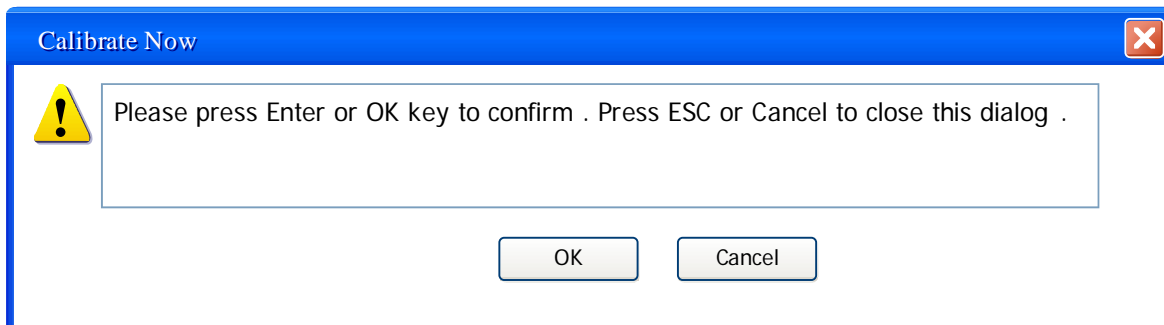 Calibrate Now
Please press Enter or OK key to confirm . Press ESC or Cancel to close this dialog .
OK
Cancel